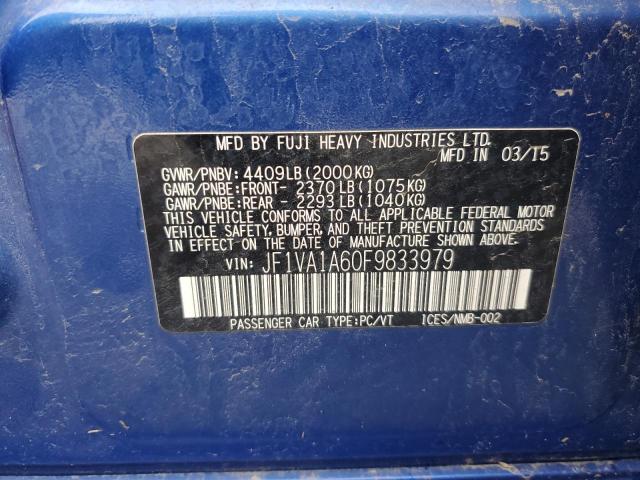 MFD BY FUJI HEAVY INDUSTRIES LTD.
MFD IN 03/15
GVWR/PNBV: 4409LB(2000KG)
GAWR/PNBE:FRONT- 2370LB(1075KG)
GAWR/PNBE:REAR - 2293LB(1040KG)
THIS VEHICLE CONFORMS TO ALL APPLICABLE FEDERAL MOTOR
VEHICLE SAFETY, BUMPER, AND THEFT PREVENTION STANDARDS
IN EFFECT ON THE DATE OF MANUFACTURE SHOWN ABOVE.
VIN: JF1VA1A60F9833979
PASSENGER CAR TYPE:PC/VT ICES/NMB-002